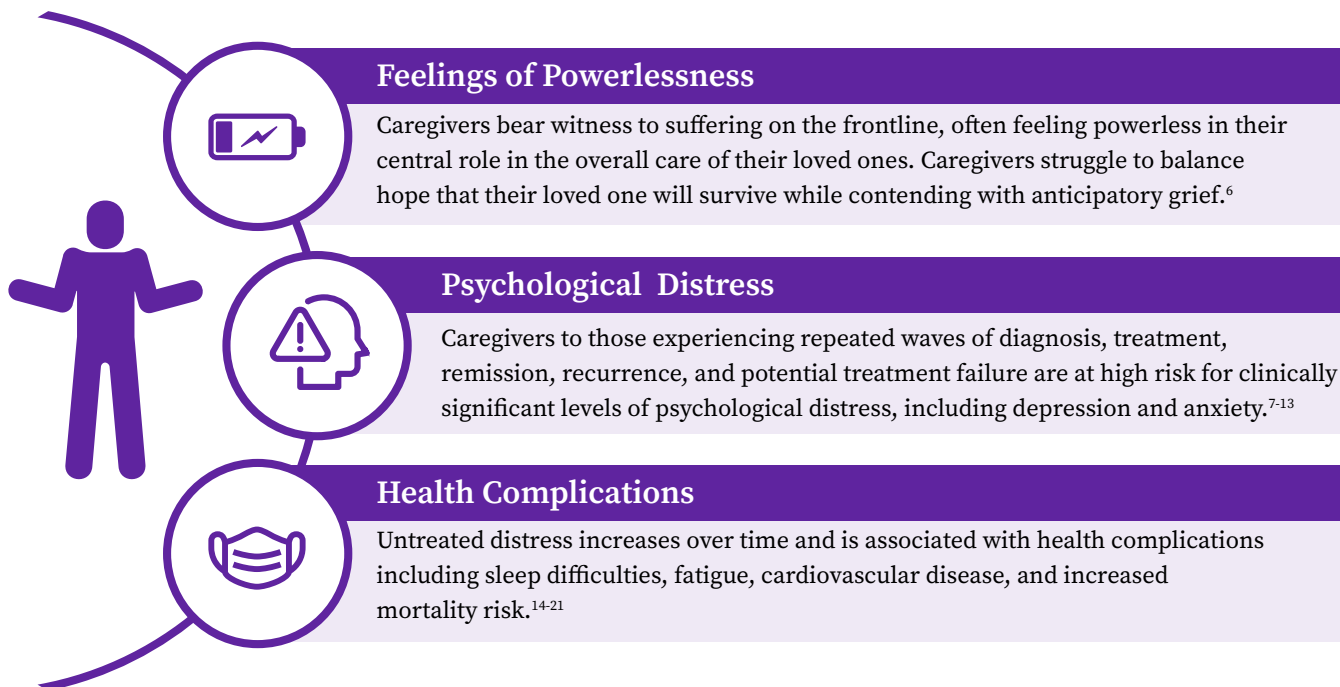 Feelings of Powerlessness
Caregivers bear witness to suffering on the frontline, often feeling powerless in their
central role in the overall care of their loved ones. Caregivers struggle to balance
hope that their loved one will survive while contending with anticipatory grief.⁶
Psychological  Distress
Caregivers to those experiencing repeated waves of diagnosis, treatment,
remission, recurrence, and potential treatment failure are at high risk for clinically
significant levels of psychological distress, including depression and anxiety.⁷⁻¹³
Health Complications
Untreated distress increases over time and is associated with health complications
including sleep difficulties, fatigue, cardiovascular disease, and increased
mortality risk.¹⁴⁻²¹